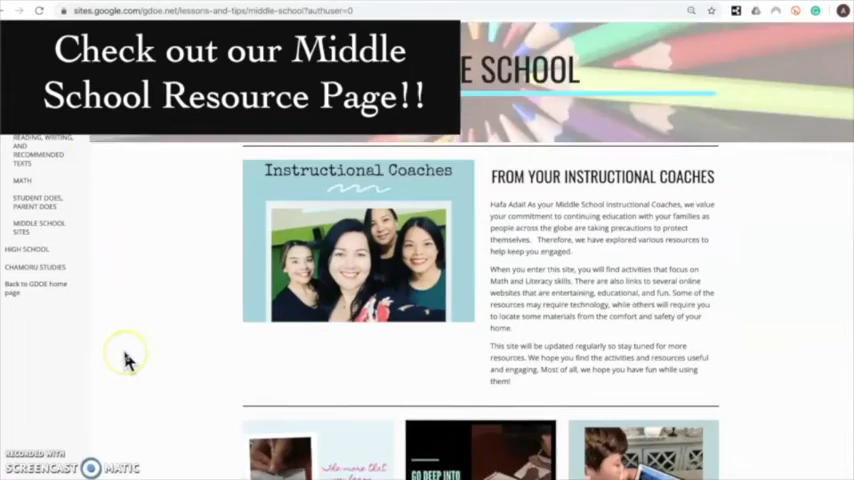 sites.google.com/gdoe.net/lessons-and-tips/middle-school?authuser=0
Check out our Middle
School Resource Page!!
E SCHOOL
READING, WRITING,
AND
RECOMMENDED
TEXTS
MATH
STUDENT DOES,
PARENT DOES
MIDDLE SCHOOL
SITES
HIGH SCHOOL
CHAMORU STUDIES
Back to GDOE home
page
Instructional Coaches
FROM YOUR INSTRUCTIONAL COACHES
Hafa Adai! As your Middle School Instructional Coaches, we value
your commitment to continuing education with your families as
people across the globe are taking precautions to protect
themselves. Therefore, we have explored various resources to
help keep you engaged.
When you enter this site, you will find activities that focus on
Math and Literacy skills. There are also links to several online
websites that are entertaining, educational, and fun. Some of the
resources may require technology, while others will require you
to locate some materials from the comfort and safety of your
home.
This site will be updated regularly so stay tuned for more
resources. We hope you find the activities and resources useful
and engaging. Most of all, we hope you have fun while using
them!
The more that
GO DEEP INTO
RECORDED WITH
SCREENCAST MATIC